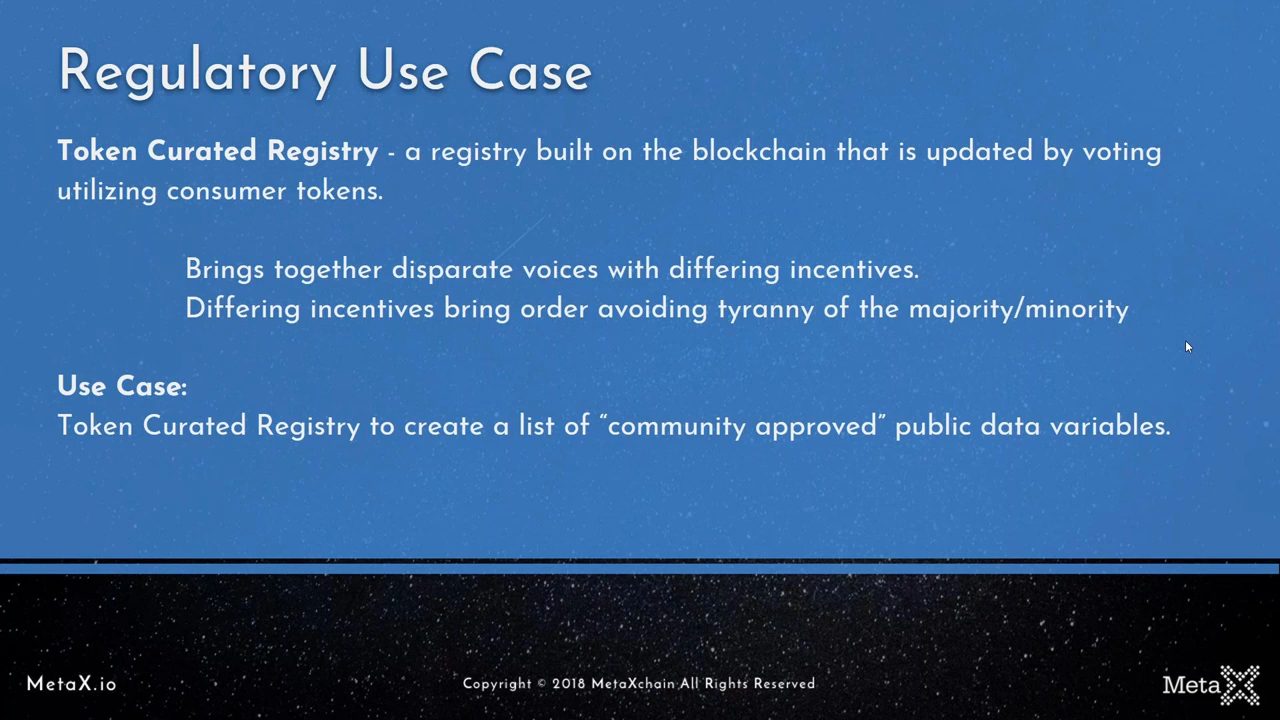 Regulatory Use Case
Token Curated Registry - a registry built on the blockchain that is updated by voting
utilizing consumer tokens.
Brings together disparate voices with differing incentives.
Differing incentives bring order avoiding tyranny of the majority/minority
Use Case:
Token Curated Registry to create a list of “community approved” public data variables.
MetaX.io
Copyright © 2018 MetaXchain All Rights Reserved
MetaX